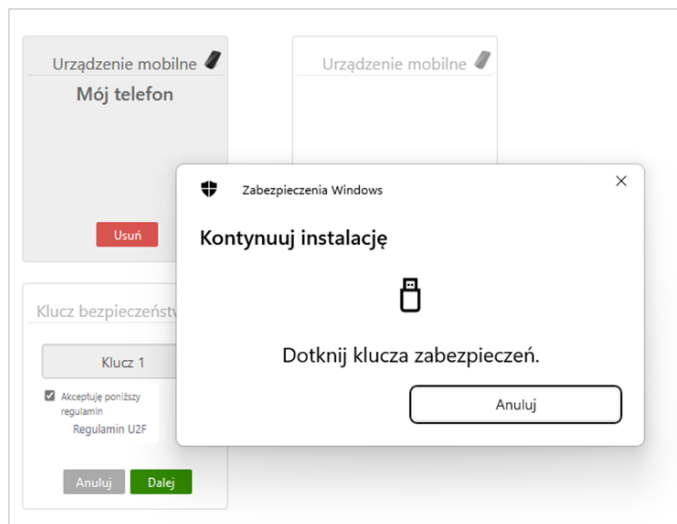 Urządzenie mobilne
Mój telefon
Usuń
Urządzenie mobilne
Zabezpieczenia Windows
Kontynuuj instalację
Dotknij klucza zabezpieczeń.
Anuluj
Klucz bezpieczeństw
Klucz 1
Akceptuję poniższy
regulamin
Regulamin U2F
Anuluj
Dalej